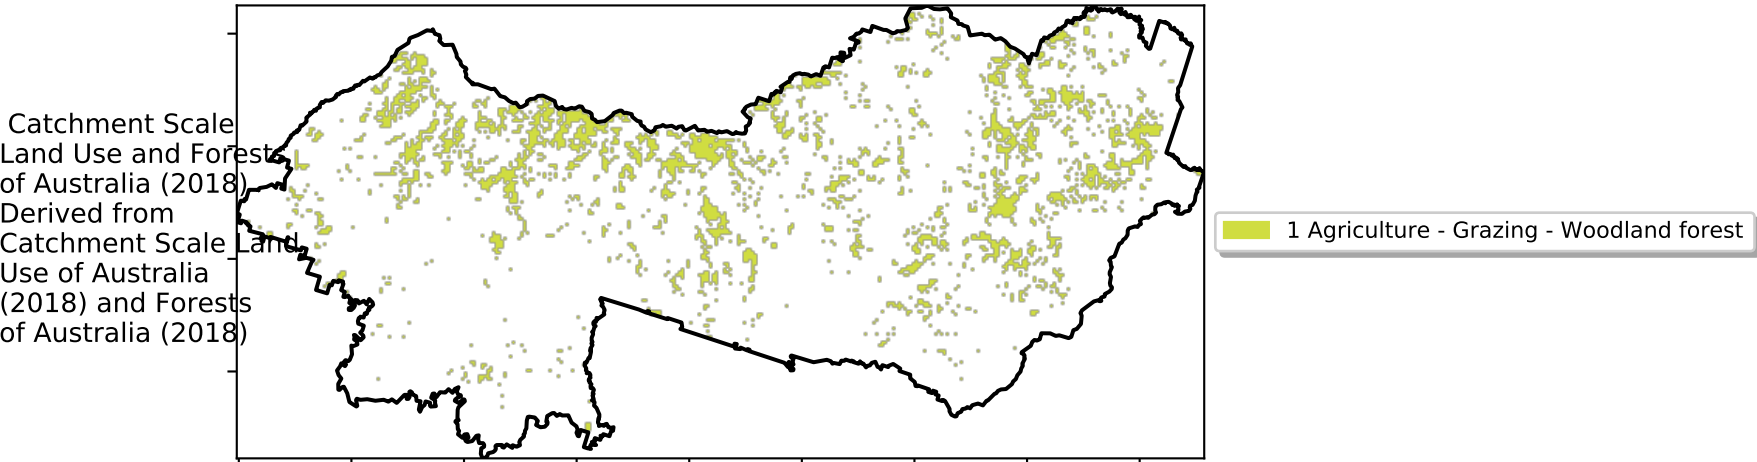 Catchment Scale
Land Use and Forests
of Australia (2018)
Derived from
Catchment Scale Land
Use of Australia
(2018) and Forests
of Australia (2018)
1 Agriculture - Grazing - Woodland forest